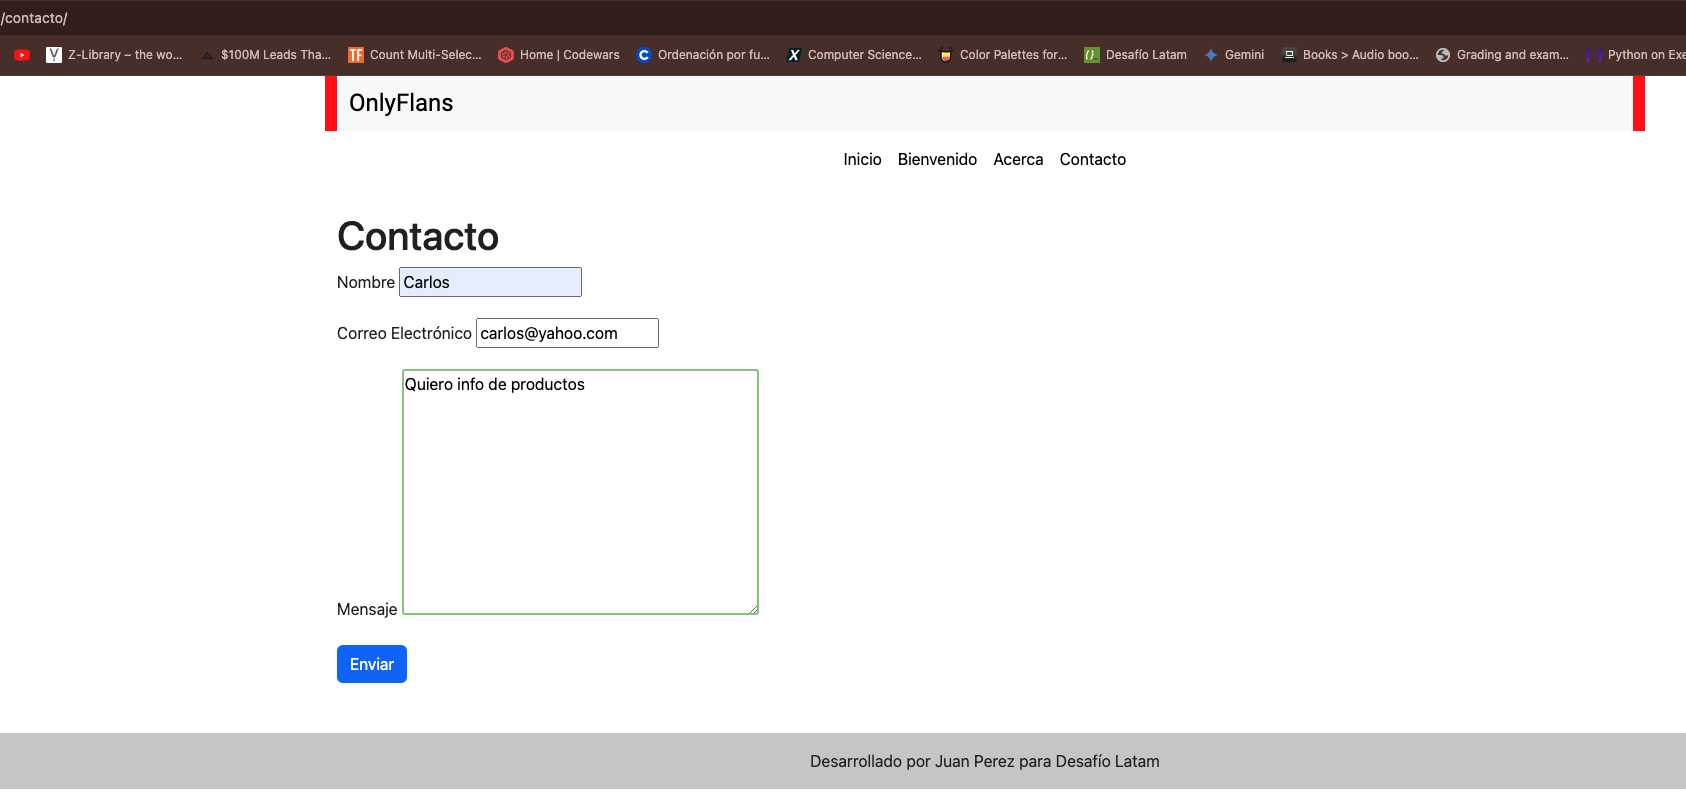 /contacto/
Z-Library – the wo... $100M Leads Tha... TF Count Multi-Selec... Home | Codewars Ordenación por fu... Computer Science... Color Palettes for... Desafío Latam Gemini Books > Audio boo... Grading and exam... Python on Exe
OnlyFlans
Inicio Bienvenido Acerca Contacto
Contacto
Nombre Carlos
Correo Electrónico carlos@yahoo.com
Quiero info de productos
Mensaje
Enviar
Desarrollado por Juan Perez para Desafío Latam